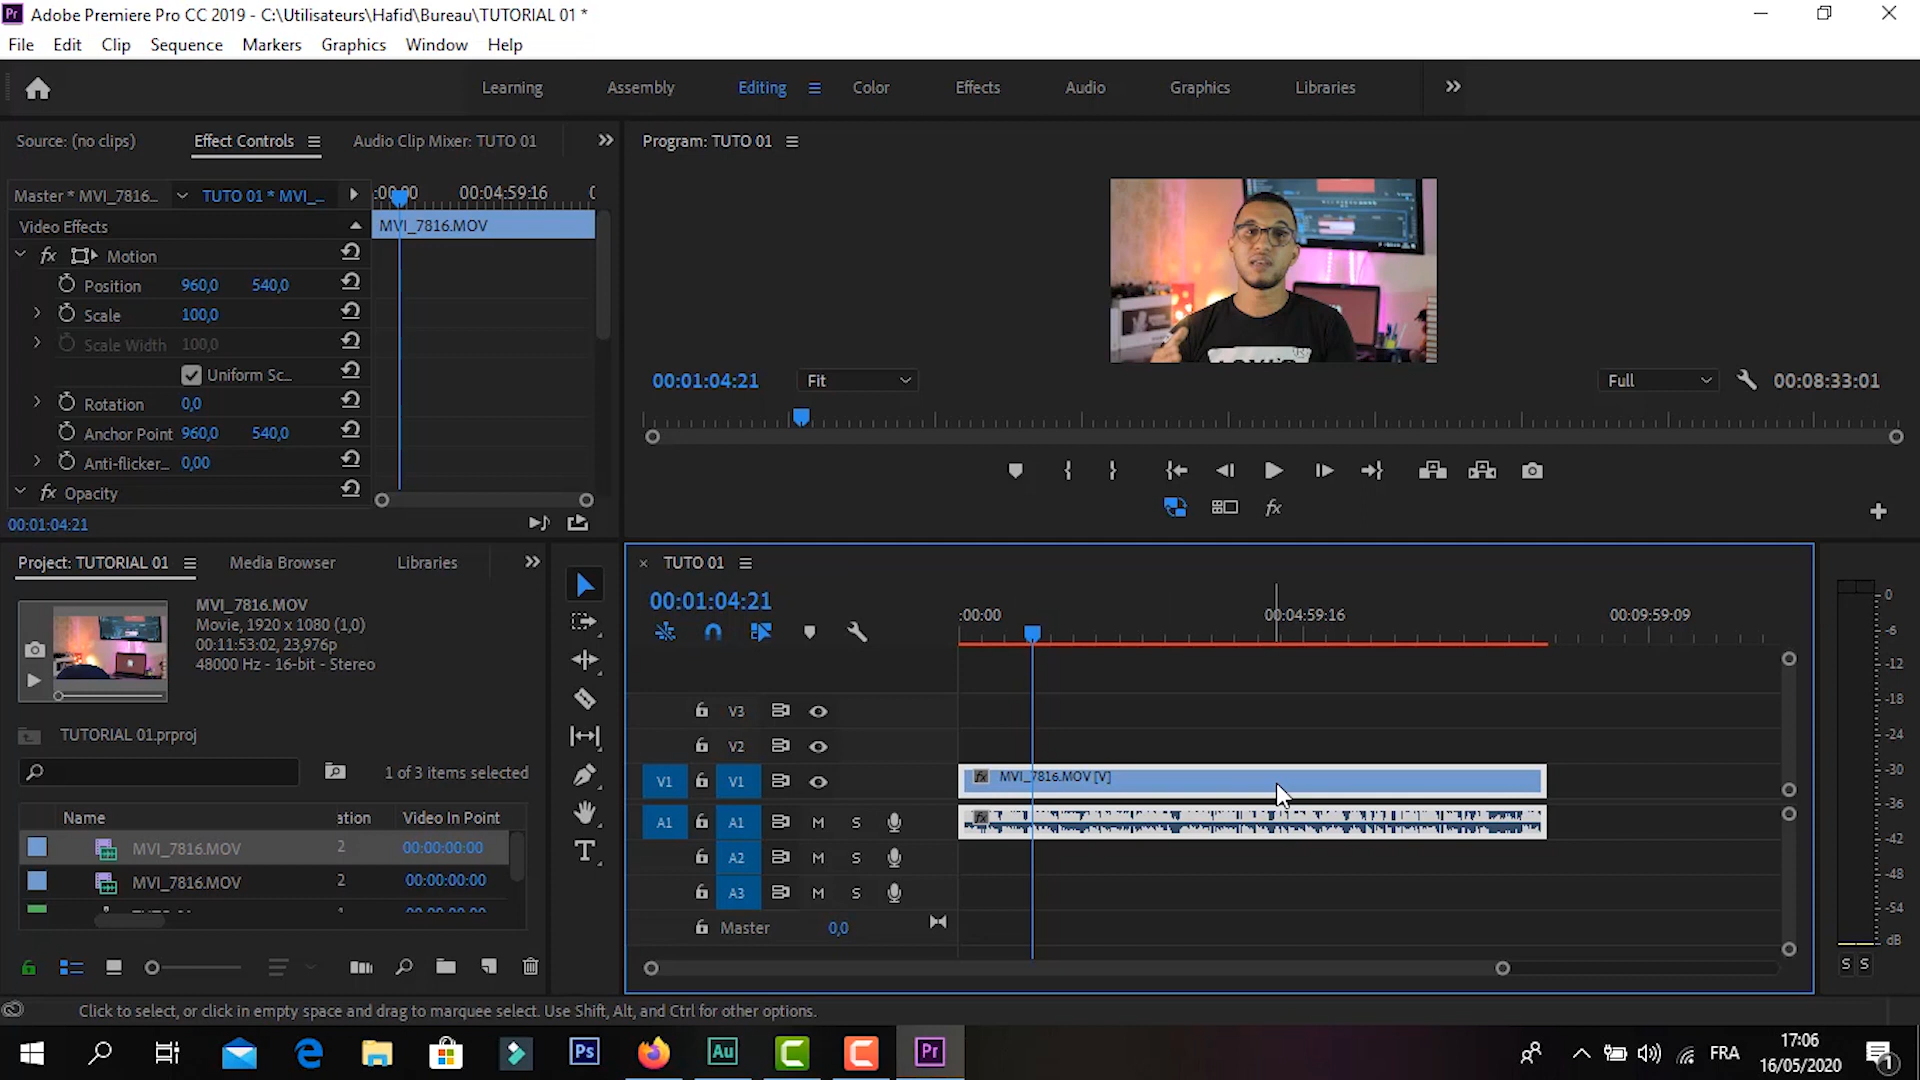 Pr Adobe Premiere Pro CC 2019 - C:\Utilisateurs\Hafid\Bureau\TUTORIAL 01 *
File Edit Clip Sequence Markers Graphics Window Help
Learning Assembly Editing Color Effects Audio Graphics Libraries
Source: (no clips) Effect Controls Audio Clip Mixer: TUTO 01
Program: TUTO 01
Master * MVI_7816... TUTO 01 * MVI_... :00:00 00:04:59:16
Video Effects MVI_7816.MOV
fx Motion
Position 960,0 540,0
Scale 100,0
Scale Width 100,0
Uniform Sc...
Rotation 0,0
Anchor Point 960,0 540,0
Anti-flicker... 0,00
fx Opacity
00:01:04:21
00:01:04:21 Fit Full 00:08:33:01
fx
Project: TUTORIAL 01 Media Browser Libraries
MVI_7816.MOV
Movie, 1920 x 1080 (1,0)
00:11:53:02, 23,976p
48000 Hz - 16-bit - Stereo
TUTORIAL 01.prproj
1 of 3 items selected
Name ation Video In Point
MVI_7816.MOV 2 00:00:00:00
MVI_7816.MOV 2 00:00:00:00
× TUTO 01
00:01:04:21
:00:00 00:04:59:16 00:09:59:09
V3
V2
V1 V1 fx MVI_7816.MOV [V]
A1 A1 M S fx
A2 M S
A3 M S
Master 0,0
0
-6
-12
-18
-24
-30
-36
-42
-48
-54
dB
S S
Click to select, or click in empty space and drag to marquee select. Use Shift, Alt, and Ctrl for other options.
Ps Au Pr FRA
17:06
16/05/2020
1